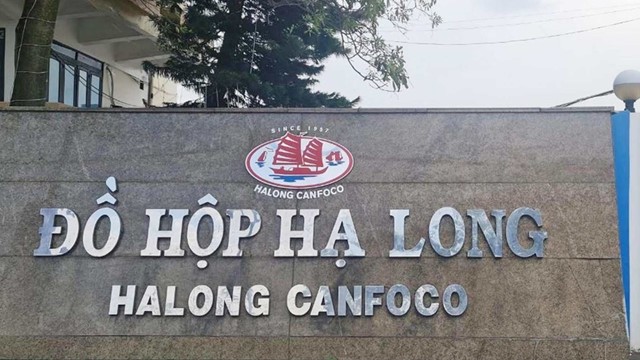 SINCE 1957
HALONG CANFOCO
ĐỒ HỘP HẠ LONG
HALONG CANFOCO